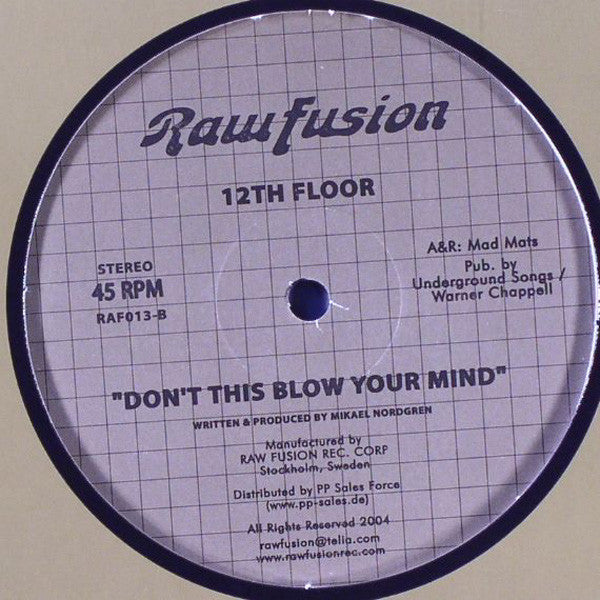 Raw Fusion
12TH FLOOR
STEREO
45 RPM
RAF013-B
A&R: Mad Mats
Pub. by
Underground Songs /
Warner Chappell
"DON'T THIS BLOW YOUR MIND"
WRITTEN & PRODUCED BY MIKAEL NORDGREN
Manufactured by
RAW FUSION REC. CORP
Stockholm, Sweden
Distributed by PP Sales Force
(www.pp-sales.de)
All Rights Reserved 2004
rawfusion@telia.com
www.rawfusionrec.com